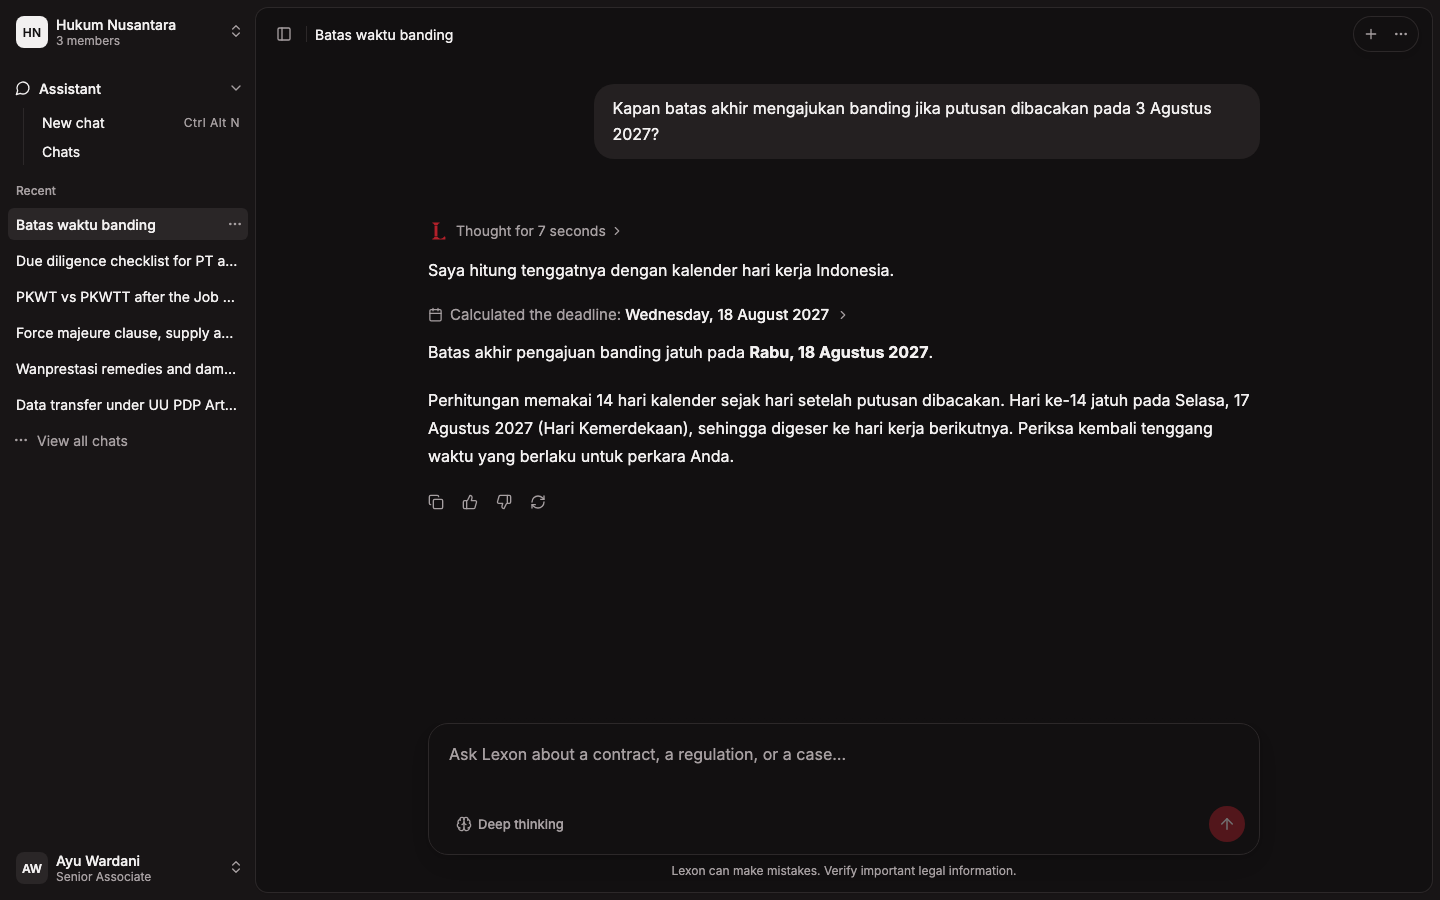 HN
Hukum Nusantara
3 members
Assistant
New chat
Ctrl Alt N
Chats
Recent
Batas waktu banding
Due diligence checklist for PT a...
PKWT vs PKWTT after the Job ...
Force majeure clause, supply a...
Wanprestasi remedies and dam...
Data transfer under UU PDP Art...
View all chats
AW
Ayu Wardani
Senior Associate
Batas waktu banding
Kapan batas akhir mengajukan banding jika putusan dibacakan pada 3 Agustus
2027?
L
Thought for 7 seconds
Saya hitung tenggatnya dengan kalender hari kerja Indonesia.
Calculated the deadline: Wednesday, 18 August 2027
Batas akhir pengajuan banding jatuh pada Rabu, 18 Agustus 2027.
Perhitungan memakai 14 hari kalender sejak hari setelah putusan dibacakan. Hari ke-14 jatuh pada Selasa, 17
Agustus 2027 (Hari Kemerdekaan), sehingga digeser ke hari kerja berikutnya. Periksa kembali tenggang
waktu yang berlaku untuk perkara Anda.
Ask Lexon about a contract, a regulation, or a case...
Deep thinking
Lexon can make mistakes. Verify important legal information.